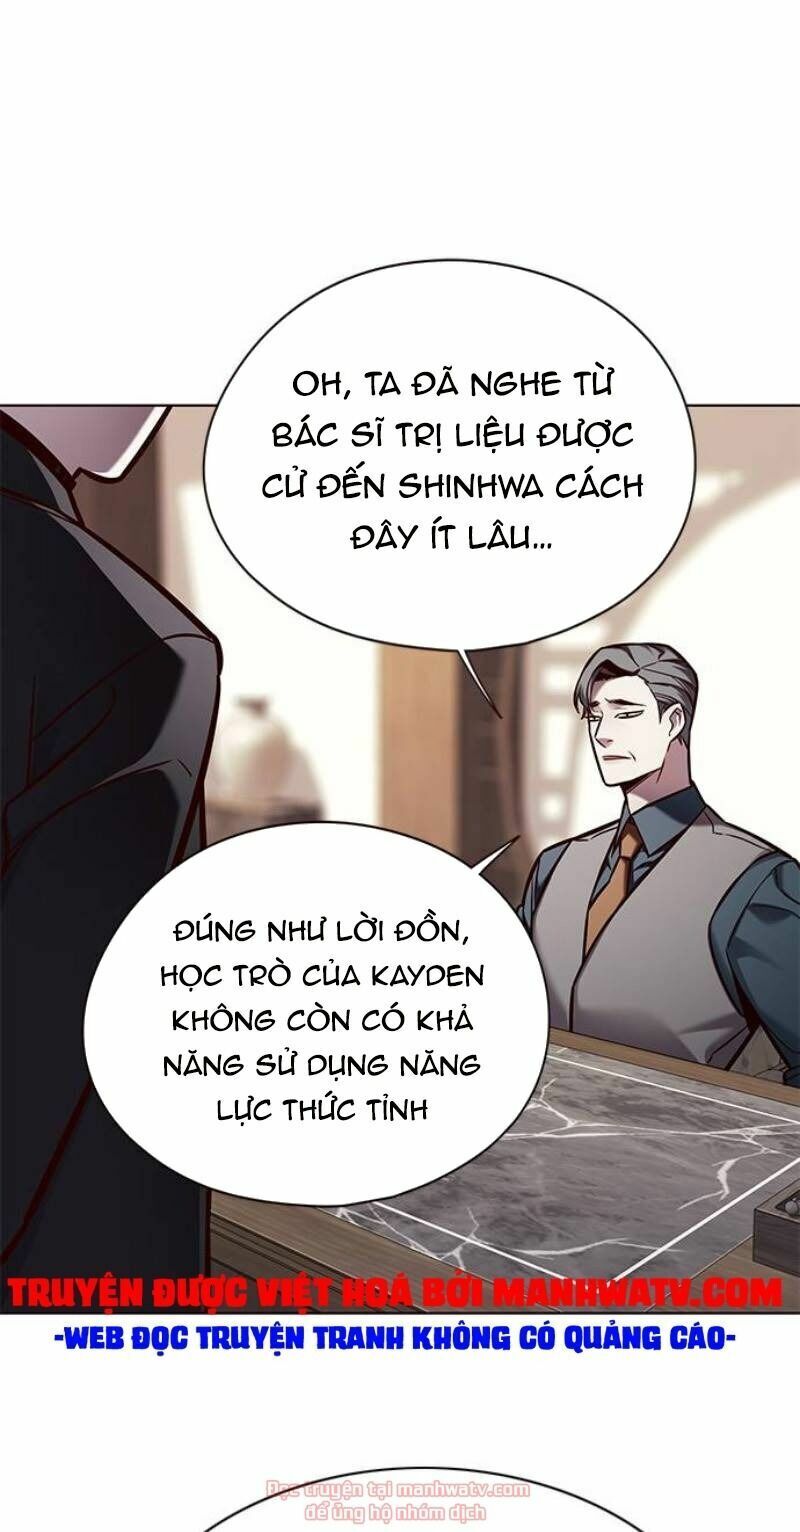 OH, TA ĐÃ NGHE TỪ
BÁC SĨ TRỊ LIỆU ĐƯỢC
CỬ ĐẾN SHINHWA CÁCH
ĐÂY ÍT LÂU...
ĐÚNG NHƯ LỜI ĐỒN,
HỌC TRÒ CỦA KAYDEN
KHÔNG CÒN CÓ KHẢ
NĂNG SỬ DỤNG NĂNG
LỰC THỨC TỈNH
TRUYỆN ĐƯỢC VIỆT HOÁ BỞI MANHWATV.COM
-WEB ĐỌC TRUYỆN TRANH KHÔNG CÓ QUẢNG CÁO-
Đọc truyện tại manhwatv.com
để ủng hộ nhóm dịch